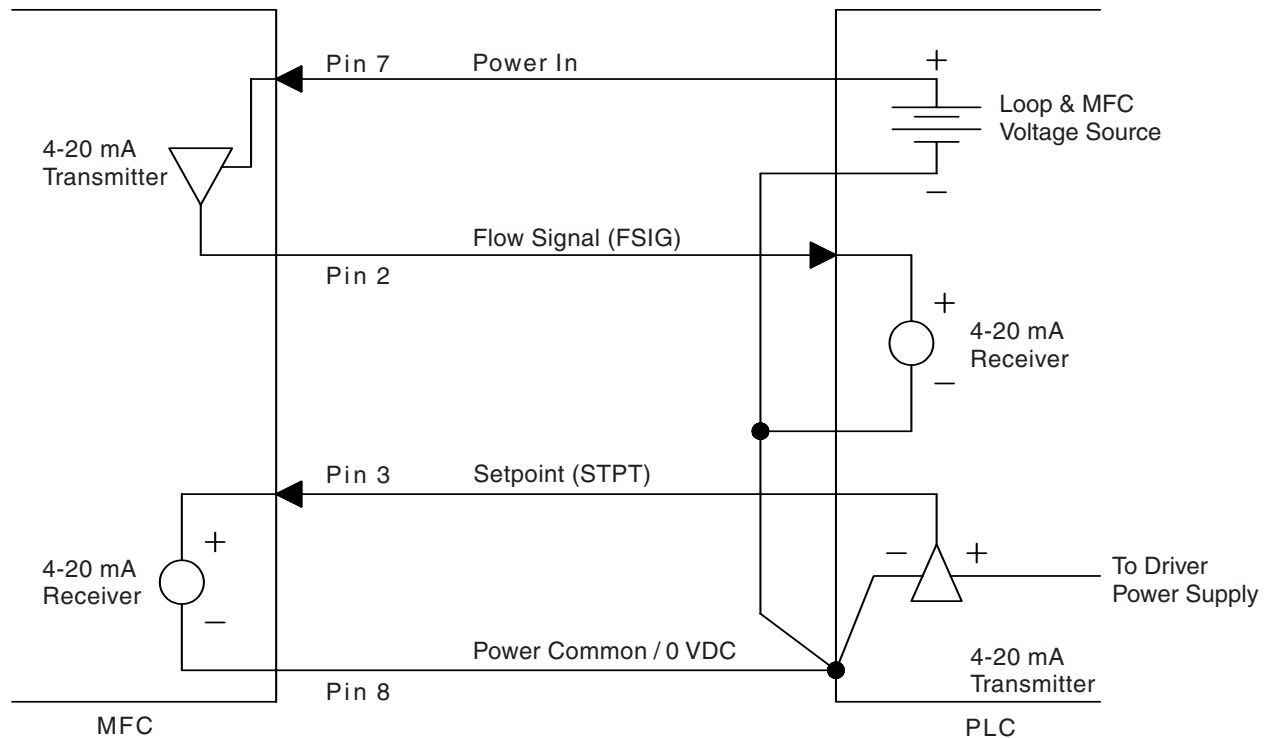 Pin 7
Power In
+
Loop & MFC
Voltage Source
−
4-20 mA
Transmitter
Flow Signal (FSIG)
Pin 2
+
4-20 mA
Receiver
−
Pin 3
Setpoint (STPT)
+
4-20 mA
Receiver
−
− +
To Driver
Power Supply
Power Common / 0 VDC
Pin 8
4-20 mA
Transmitter
MFC
PLC